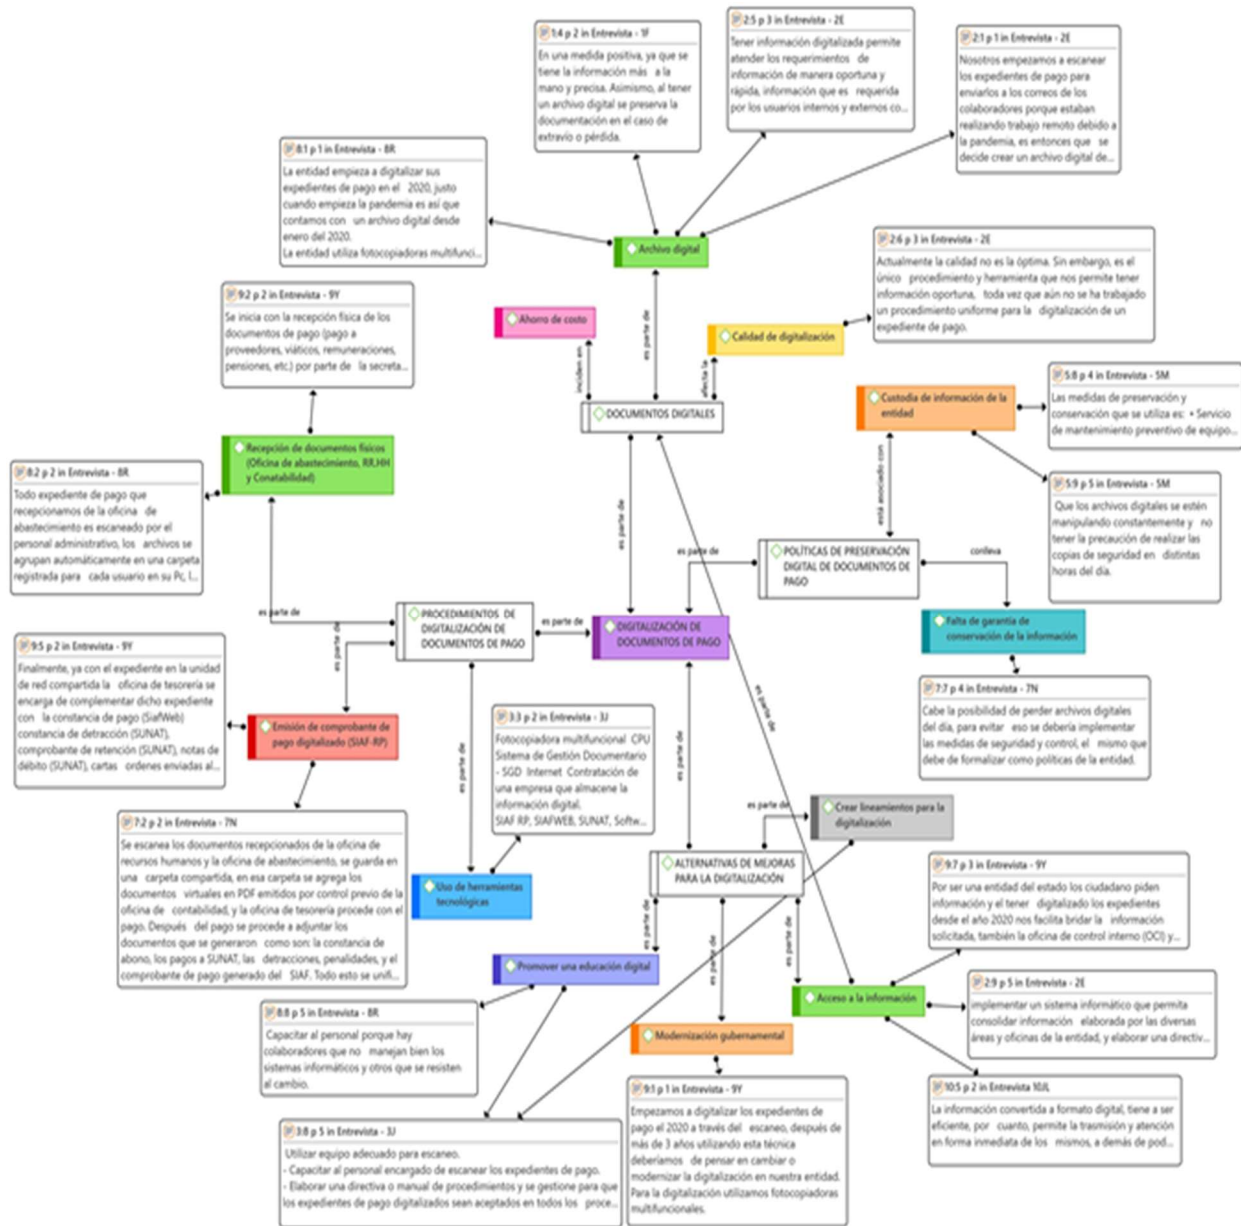 1:4 p 2 in Entrevista - 1F
En una medida positiva, ya que se
tiene la información más a la
mano y precisa. Asimismo, al tener
un archivo digital se preserva la
documentación en el caso de
extravío o pérdida.
2:5 p 3 in Entrevista - 2E
Tener información digitalizada permite
atender los requerimientos de
información de manera oportuna y
rápida, información que es requerida
por los usuarios internos y externos co...
2:1 p 1 in Entrevista - 2E
Nosotros empezamos a escanear
los expedientes de pago para
enviarlos a los correos de los
colaboradores porque estaban
realizando trabajo remoto debido a
la pandemia, es entonces que se
decide crear un archivo digital de...
8:1 p 1 in Entrevista - 8R
La entidad empieza a digitalizar sus
expedientes de pago en el 2020, justo
cuando empieza la pandemia es así que
contamos con un archivo digital desde
enero del 2020.
La entidad utiliza fotocopiadoras multifunci...
Archivo digital
2:6 p 3 in Entrevista - 2E
Actualmente la calidad no es la óptima. Sin embargo, es el
único procedimiento y herramienta que nos permite tener
información oportuna, toda vez que aún no se ha trabajado
un procedimiento uniforme para la digitalización de un
expediente de pago.
9:2 p 2 in Entrevista - 9Y
Se inicia con la recepción física de los
documentos de pago (pago a
proveedores, viáticos, remuneraciones,
pensiones, etc.) por parte de la secreta...
Ahorro de costo
es parte de
Calidad de digitalización
inciden en
afecta la
DOCUMENTOS DIGITALES
Custodia de información de la
entidad
5:8 p 4 in Entrevista - 5M
Las medidas de preservación y
conservación que se utiliza es: • Servicio
de mantenimiento preventivo de equipo...
Recepción de documentos físicos
(Oficina de abastecimiento, RR.HH
y Conatabilidad)
8:2 p 2 in Entrevista - 8R
Todo expediente de pago que
recepcionamos de la oficina de
abastecimiento es escaneado por el
personal administrativo, los archivos se
agrupan automáticamente en una carpeta
registrada para cada usuario en su Pc, l...
5:9 p 5 in Entrevista - 5M
Que los archivos digitales se estén
manipulando constantemente y no
tener la precaución de realizar las
copias de seguridad en distintas
horas del día.
está asociado con
es parte de
es parte de
POLÍTICAS DE PRESERVACIÓN
DIGITAL DE DOCUMENTOS DE
PAGO
conlleva
es parte de
PROCEDIMIENTOS DE
DIGITALIZACIÓN DE
DOCUMENTOS DE PAGO
es parte de
DIGITALIZACIÓN DE
DOCUMENTOS DE PAGO
Falta de garantía de
conservación de la información
9:5 p 2 in Entrevista - 9Y
Finalmente, ya con el expediente en la unidad
de red compartida la oficina de tesorería se
encarga de complementar dicho expediente
con la constancia de pago (SiafWeb)
constancia de detracción (SUNAT),
comprobante de retención (SUNAT), notas de
débito (SUNAT), cartas ordenes enviadas al...
es parte de
Emisión de comprobante de
pago digitalizado (SIAF-RP)
7:7 p 4 in Entrevista - 7N
Cabe la posibilidad de perder archivos digitales
del día, para evitar eso se debería implementar
las medidas de seguridad y control, el mismo que
debe de formalizar como políticas de la entidad.
3:3 p 2 in Entrevista - 3J
Fotocopiadora multifuncional CPU
Sistema de Gestión Documentario
- SGD Internet Contratación de
una empresa que almacene la
información digital.
SIAF RP, SIAFWEB, SUNAT, Softw...
es parte de
es parte de
es parte de
es parte de
Crear lineamientos para la
digitalización
7:2 p 2 in Entrevista - 7N
Se escanea los documentos recepcionados de la oficina de
recursos humanos y la oficina de abastecimiento, se guarda en
una carpeta compartida, en esa carpeta se agrega los
documentos virtuales en PDF emitidos por control previo de la
oficina de contabilidad, y la oficina de tesorería procede con el
pago. Después del pago se procede a adjuntar los
documentos que se generaron como son: la constancia de
abono, los pagos a SUNAT, las detracciones, penalidades, y el
comprobante de pago generado del SIAF. Todo esto se unifi...
ALTERNATIVAS DE MEJORAS
PARA LA DIGITALIZACIÓN
Uso de herramientas
tecnológicas
9:7 p 3 in Entrevista - 9Y
Por ser una entidad del estado los ciudadano piden
información y el tener digitalizado los expedientes
desde el año 2020 nos facilita bridar la información
solicitada, también la oficina de control interno (OCI) y...
es parte de
es parte de
es parte de
Promover una educación digital
Acceso a la información
2:9 p 5 in Entrevista - 2E
implementar un sistema informático que permita
consolidar información elaborada por las diversas
áreas y oficinas de la entidad, y elaborar una directiv...
8:8 p 5 in Entrevista - 8R
Capacitar al personal porque hay
colaboradores que no manejan bien los
sistemas informáticos y otros que se resisten
al cambio.
Modernización gubernamental
9:1 p 1 in Entrevista - 9Y
Empezamos a digitalizar los expedientes de
pago el 2020 a través del escaneo, después de
más de 3 años utilizando esta técnica
deberíamos de pensar en cambiar o
modernizar la digitalización en nuestra entidad.
Para la digitalización utilizamos fotocopiadoras
multifuncionales.
10:5 p 2 in Entrevista 10JL
La información convertida a formato digital, tiene a ser
eficiente, por cuanto, permite la trasmisión y atención
en forma inmediata de los mismos, a demás de pod...
3:8 p 5 in Entrevista - 3J
Utilizar equipo adecuado para escaneo.
- Capacitar al personal encargado de escanear los expedientes de pago.
- Elaborar una directiva o manual de procedimientos y se gestione para que
los expedientes de pago digitalizados sean aceptados en todos los proce...